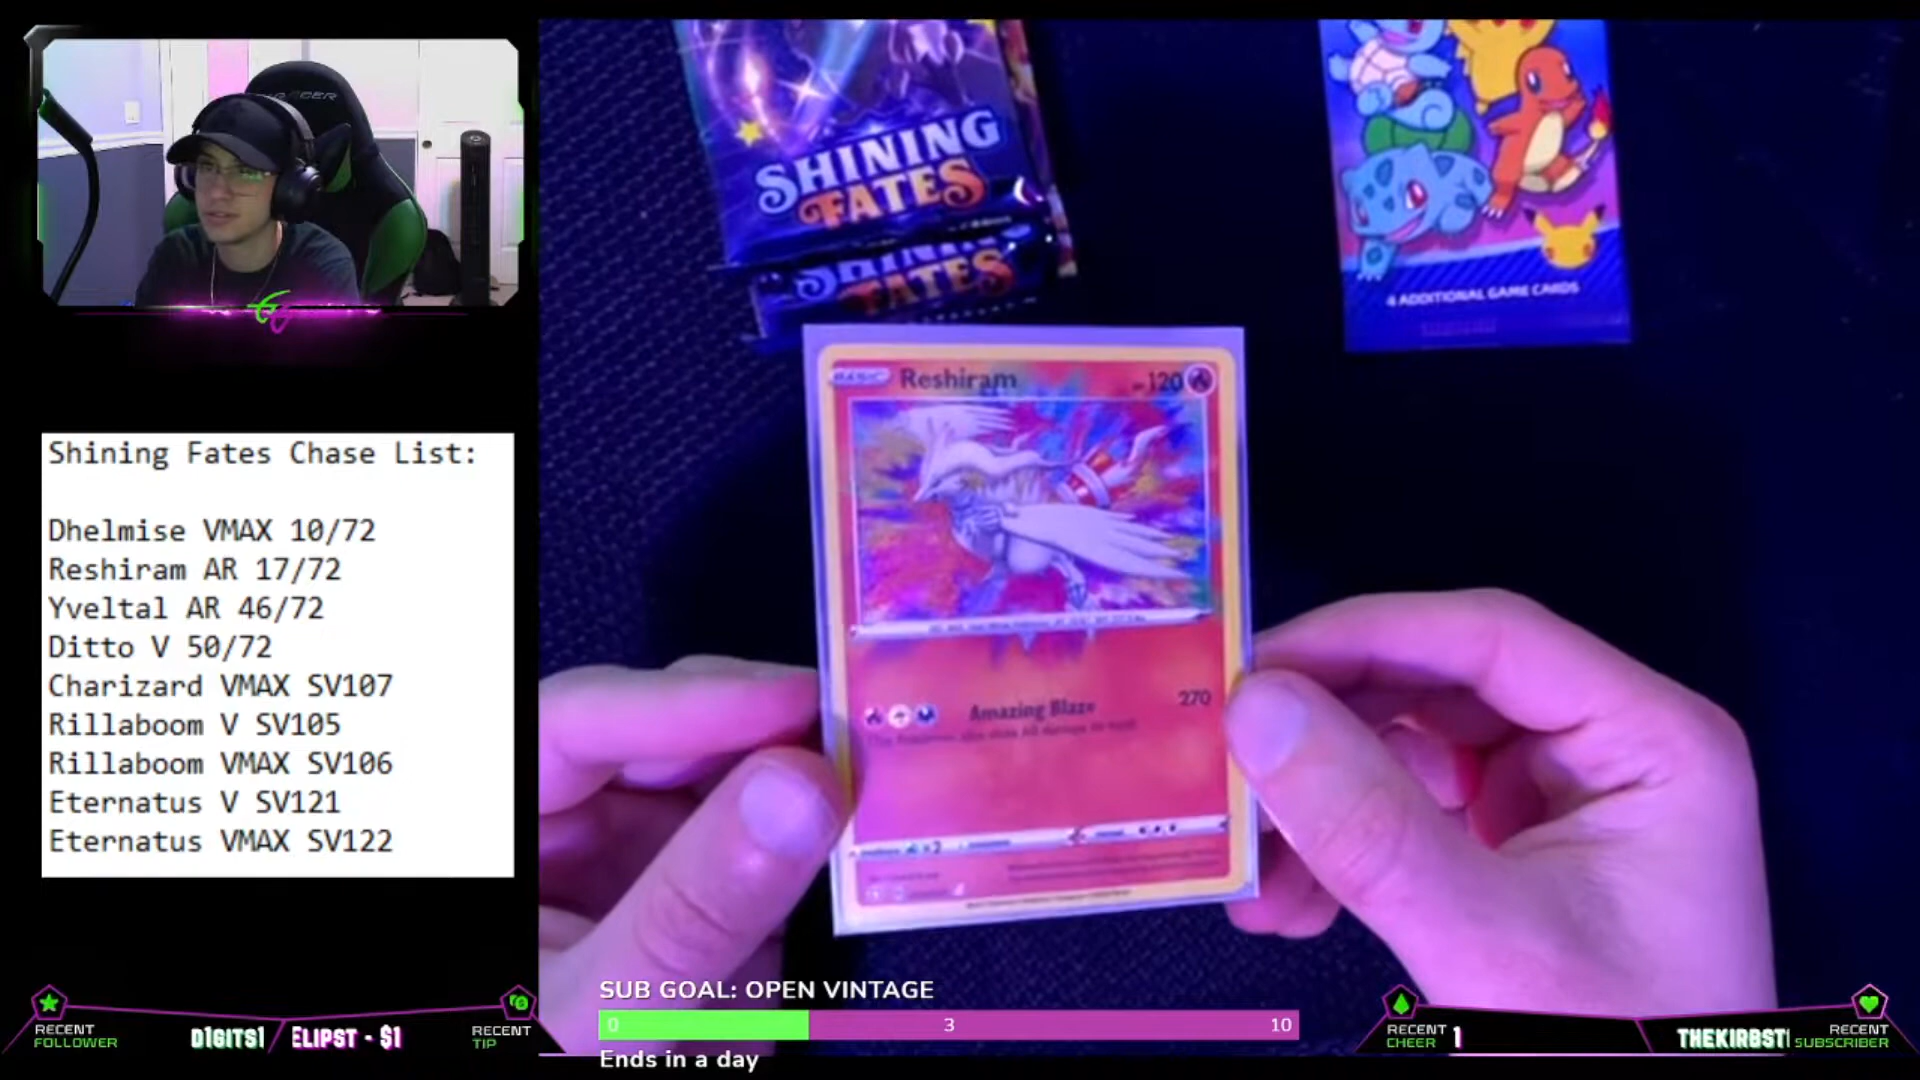 SHINING
FATES
SHINING
FATES
4 ADDITIONAL GAME CARDS
BASIC Reshiram 120
Amazing Blaze 270
Shining Fates Chase List:
Dhelmise VMAX 10/72
Reshiram AR 17/72
Yveltal AR 46/72
Ditto V 50/72
Charizard VMAX SV107
Rillaboom V SV105
Rillaboom VMAX SV106
Eternatus V SV121
Eternatus VMAX SV122
SUB GOAL: OPEN VINTAGE
0 3 10
Ends in a day
RECENT FOLLOWER
D1GITS1
ELIPST - $1
RECENT TIP
RECENT CHEER
1
THEKIRBST
RECENT SUBSCRIBER